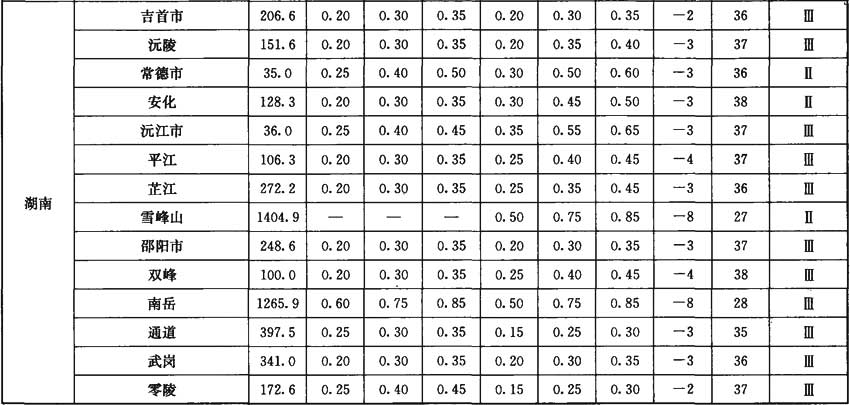 吉首市 206.6 0.20 0.30 0.35 0.20 0.30 0.35 −2 36 Ⅲ
沅陵 151.6 0.20 0.30 0.35 0.20 0.35 0.40 −3 37 Ⅲ
常德市 35.0 0.25 0.40 0.50 0.30 0.50 0.60 −3 36 Ⅱ
安化 128.3 0.20 0.30 0.35 0.30 0.45 0.50 −3 38 Ⅱ
沅江市 36.0 0.25 0.40 0.45 0.35 0.55 0.65 −3 37 Ⅲ
平江 106.3 0.20 0.30 0.35 0.25 0.40 0.45 −4 37 Ⅲ
芷江 272.2 0.20 0.30 0.35 0.25 0.35 0.45 −3 36 Ⅲ
湖南 雪峰山 1404.9 — — — 0.50 0.75 0.85 −8 27 Ⅱ
邵阳市 248.6 0.20 0.30 0.35 0.20 0.30 0.35 −3 37 Ⅲ
双峰 100.0 0.20 0.30 0.35 0.25 0.40 0.45 −4 38 Ⅲ
南岳 1265.9 0.60 0.75 0.85 0.50 0.75 0.85 −8 28 Ⅲ
通道 397.5 0.25 0.30 0.35 0.15 0.25 0.30 −3 35 Ⅲ
武岗 341.0 0.20 0.30 0.35 0.20 0.30 0.35 −3 36 Ⅲ
零陵 172.6 0.25 0.40 0.45 0.15 0.25 0.30 −2 37 Ⅲ